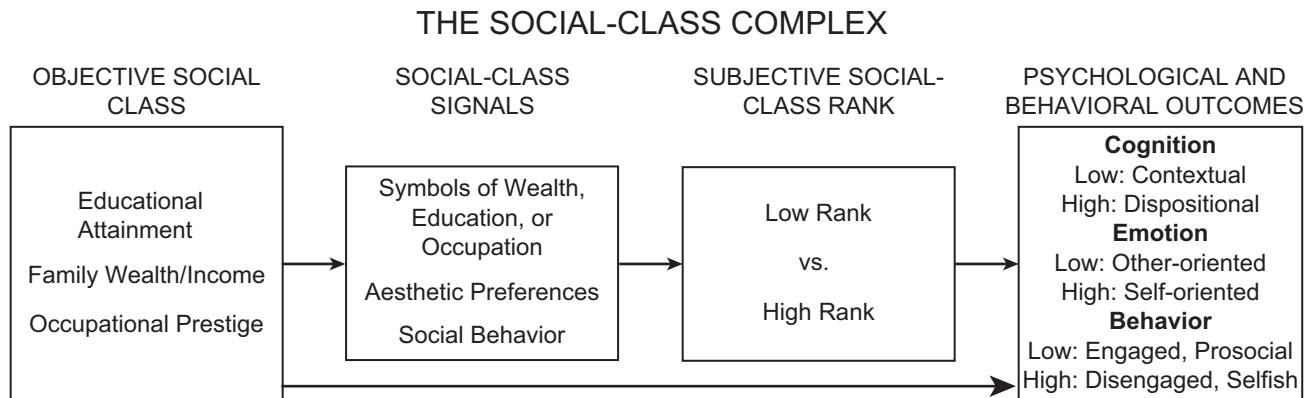 THE SOCIAL-CLASS COMPLEX
OBJECTIVE SOCIAL
CLASS
SOCIAL-CLASS
SIGNALS
SUBJECTIVE SOCIAL-
CLASS RANK
PSYCHOLOGICAL AND
BEHAVIORAL OUTCOMES
Educational
Attainment
Family Wealth/Income
Occupational Prestige
Symbols of Wealth,
Education, or
Occupation
Aesthetic Preferences
Social Behavior
Low Rank
vs.
High Rank
Cognition
Low: Contextual
High: Dispositional
Emotion
Low: Other-oriented
High: Self-oriented
Behavior
Low: Engaged, Prosocial
High: Disengaged, Selfish